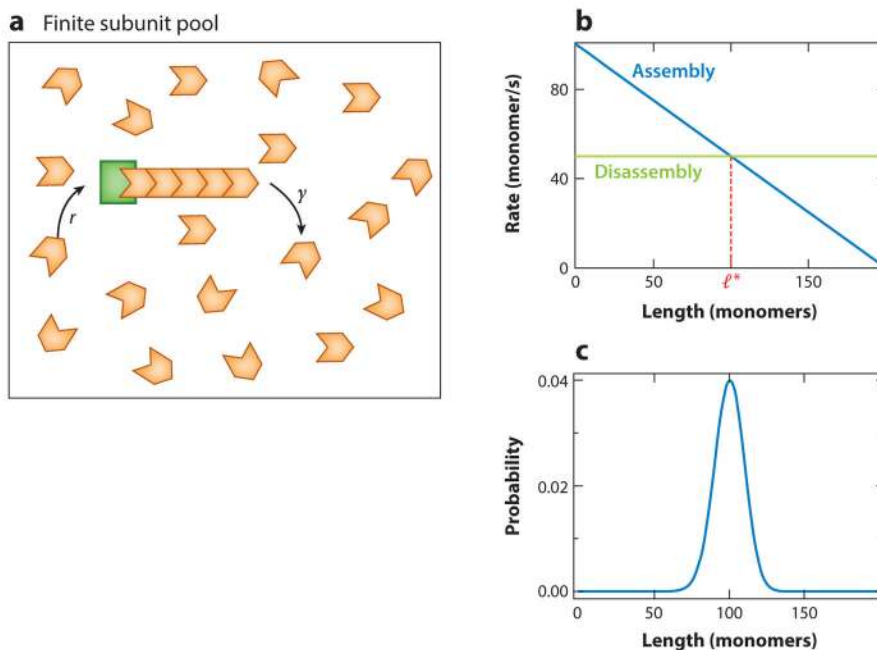 a Finite subunit pool
r
γ
b
Rate (monomer/s)
80
40
0
Assembly
Disassembly
0
50
ℓ*
150
Length (monomers)
c
Probability
0.04
0.02
0.00
0
50
100
150
Length (monomers)